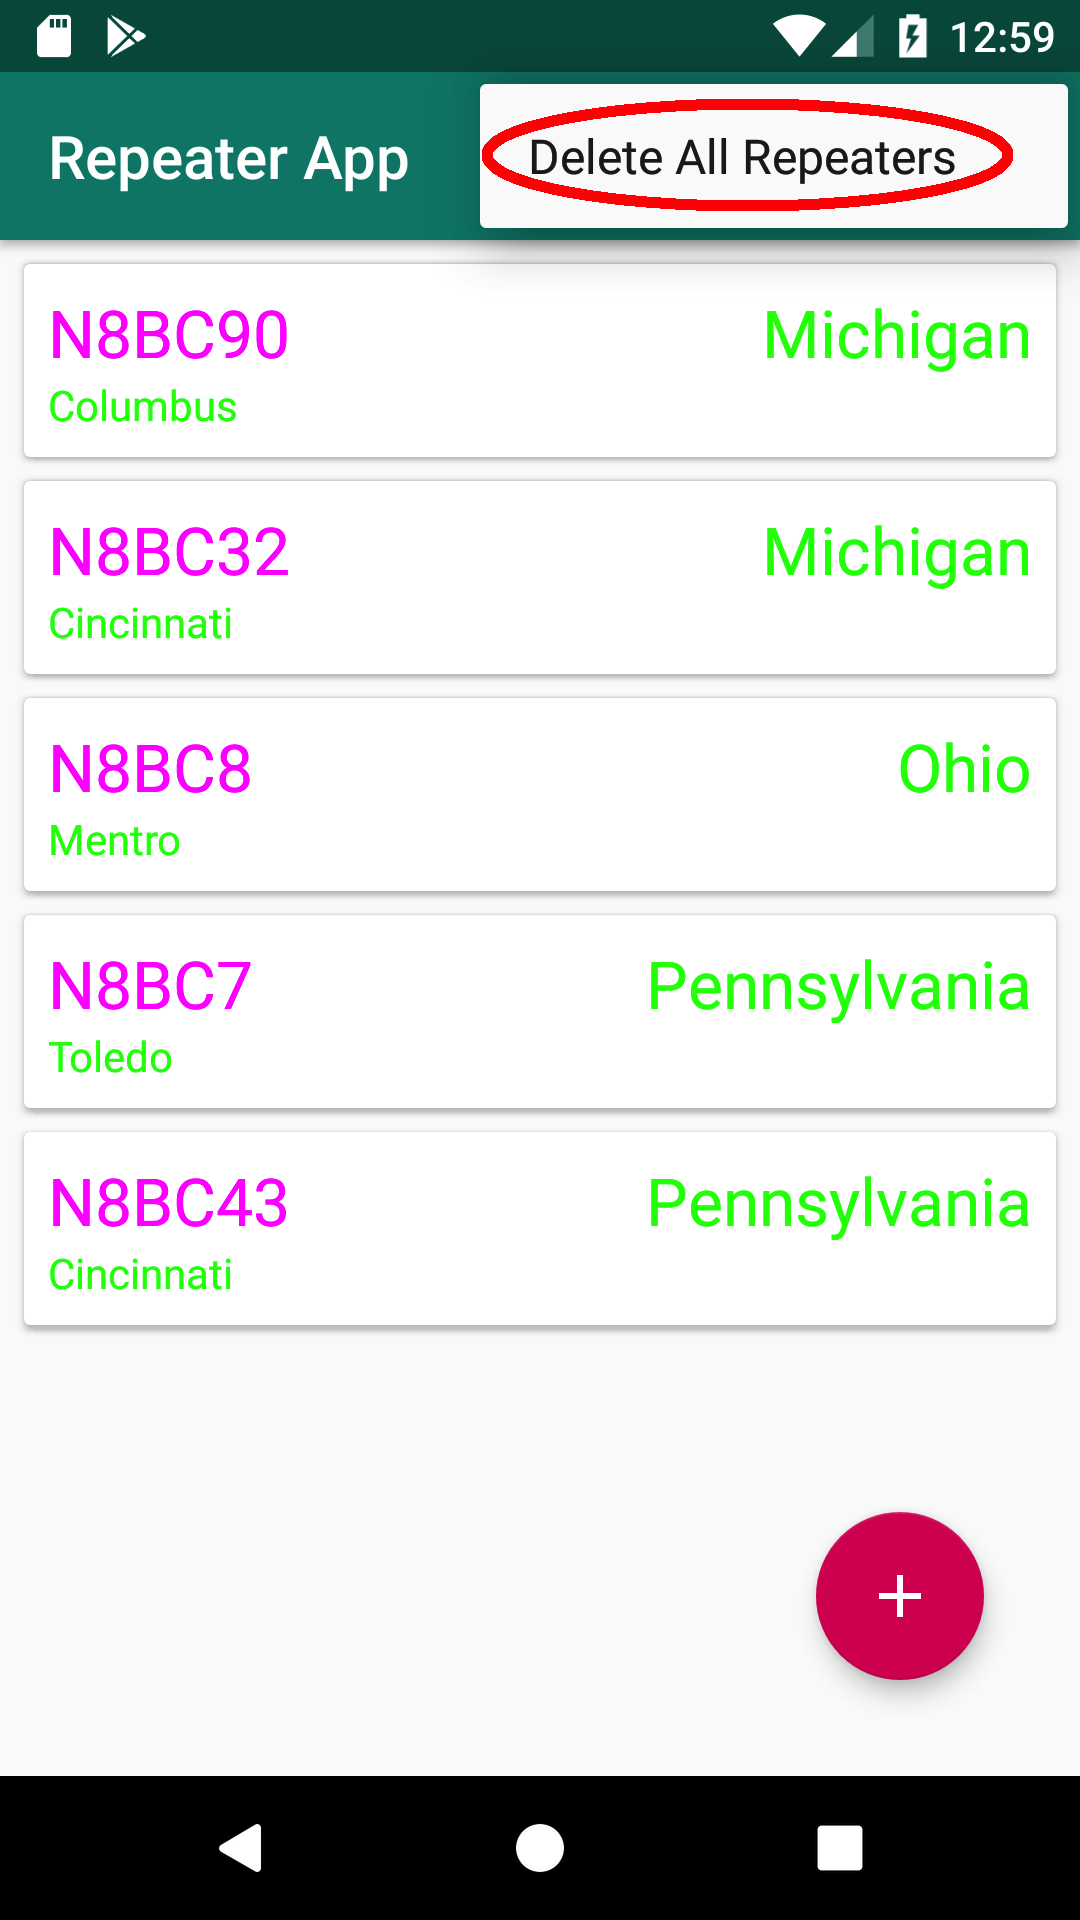 12:59
Repeater App
Delete All Repeaters
N8BC90 Michigan
Columbus
N8BC32 Michigan
Cincinnati
N8BC8 Ohio
Mentro
N8BC7 Pennsylvania
Toledo
N8BC43 Pennsylvania
Cincinnati